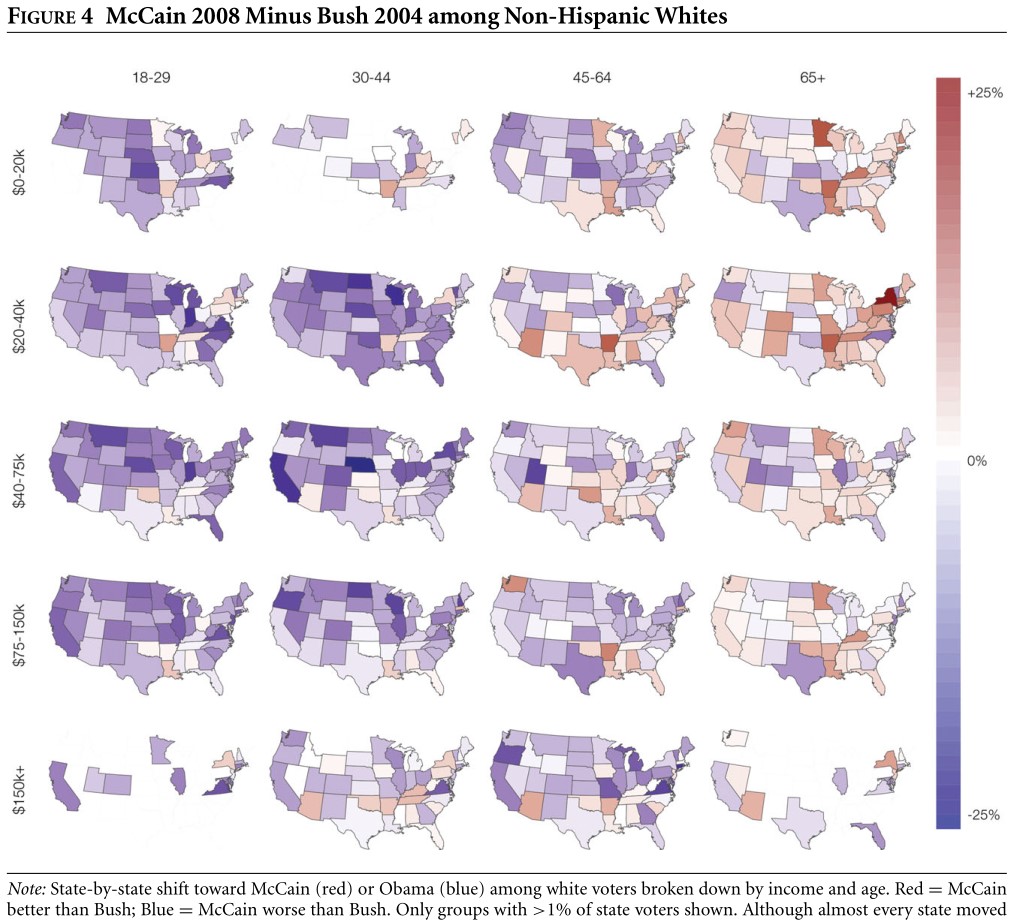 FIGURE 4 McCain 2008 Minus Bush 2004 among Non-Hispanic Whites
18-29 30-44 45-64 65+
$0-20k
$20-40k
$40-75k
$75-150k
$150k+
+25%
0%
-25%
Note: State-by-state shift toward McCain (red) or Obama (blue) among white voters broken down by income and age. Red = McCain
better than Bush; Blue = McCain worse than Bush. Only groups with >1% of state voters shown. Although almost every state moved